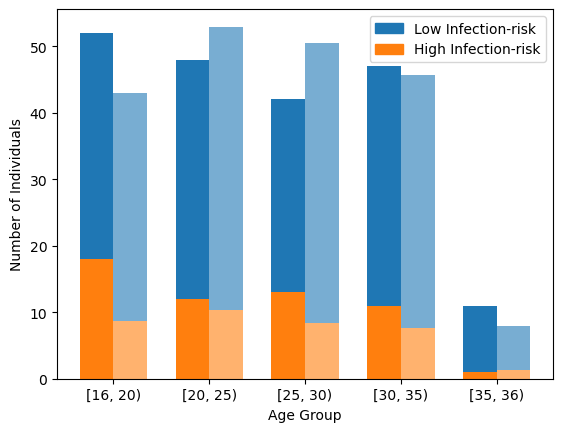 Low Infection-risk
High Infection-risk
Number of Individuals
50
40
30
20
10
0
[16, 20)
[20, 25)
[25, 30)
[30, 35)
[35, 36)
Age Group